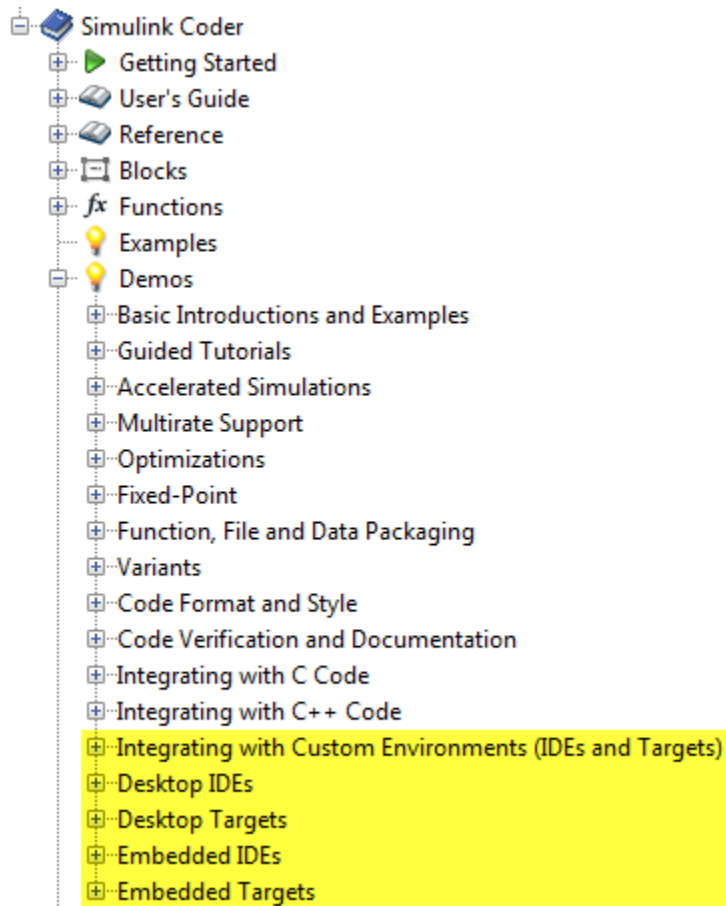 Simulink Coder
Getting Started
User's Guide
Reference
Blocks
fx Functions
Examples
Demos
Basic Introductions and Examples
Guided Tutorials
Accelerated Simulations
Multirate Support
Optimizations
Fixed-Point
Function, File and Data Packaging
Variants
Code Format and Style
Code Verification and Documentation
Integrating with C Code
Integrating with C++ Code
Integrating with Custom Environments (IDEs and Targets)
Desktop IDEs
Desktop Targets
Embedded IDEs
Embedded Targets